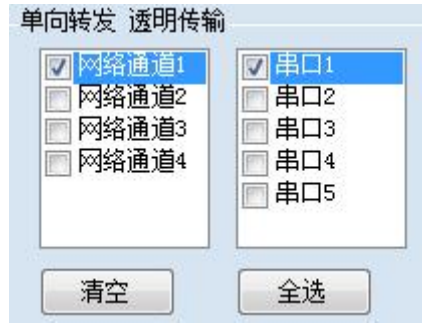 单向转发 透明传输
网络通道1
网络通道2
网络通道3
网络通道4
串口1
串口2
串口3
串口4
串口5
清空
全选